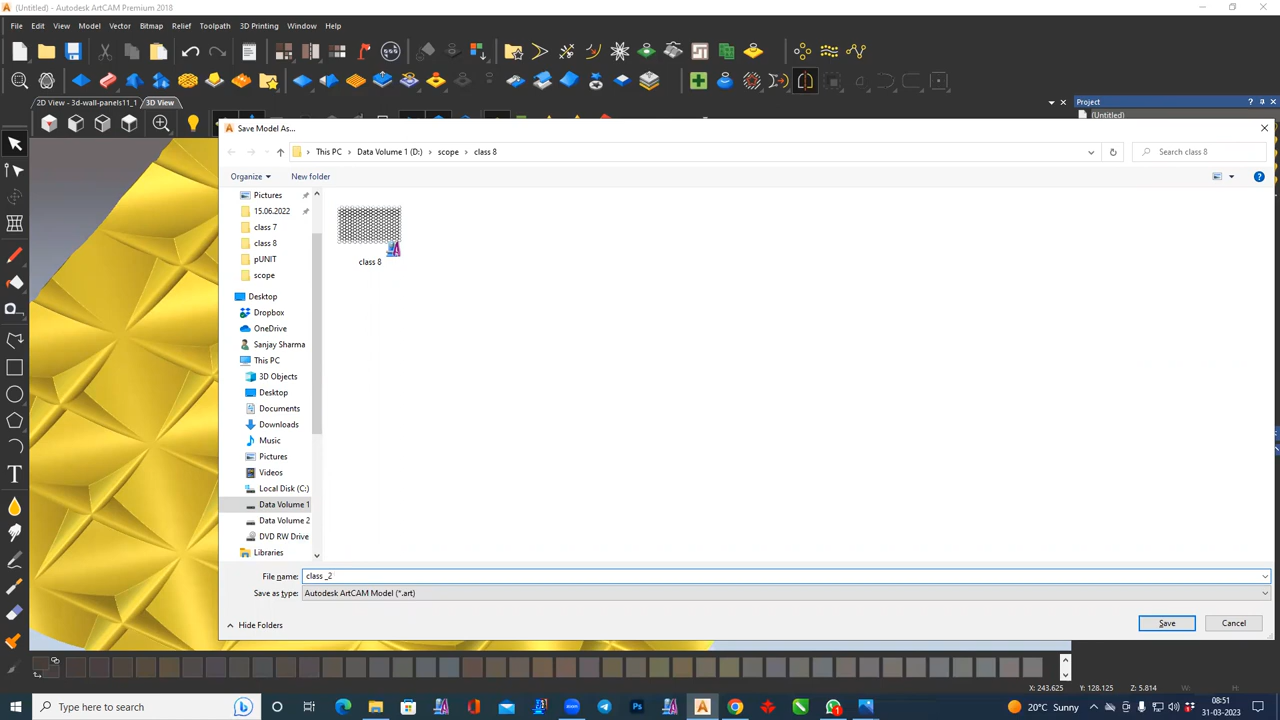 (Untitled) - Autodesk ArtCAM Premium 2018
File Edit View Model Vector Bitmap Relief Toolpath 3D Printing Window Help
2D View - 3d-wall-panels11_1 3D View
Project
(Untitled)
Save Model As...
This PC > Data Volume 1 (D:) > scope > class 8
Search class 8
Organize
New folder
Pictures
15.06.2022
class 7
class 8
pUNIT
scope
Desktop
Dropbox
OneDrive
Sanjay Sharma
This PC
3D Objects
Desktop
Documents
Downloads
Music
Pictures
Videos
Local Disk (C:)
Data Volume 1
Data Volume 2
DVD RW Drive
Libraries
class 8
File name: class _2
Save as type: Autodesk ArtCAM Model (*.art)
Hide Folders
Save
Cancel
X: 243.625 Y: 128.125 Z: 5.814 W: H:
Type here to search
20°C Sunny
ENG
08:51
31-03-2023